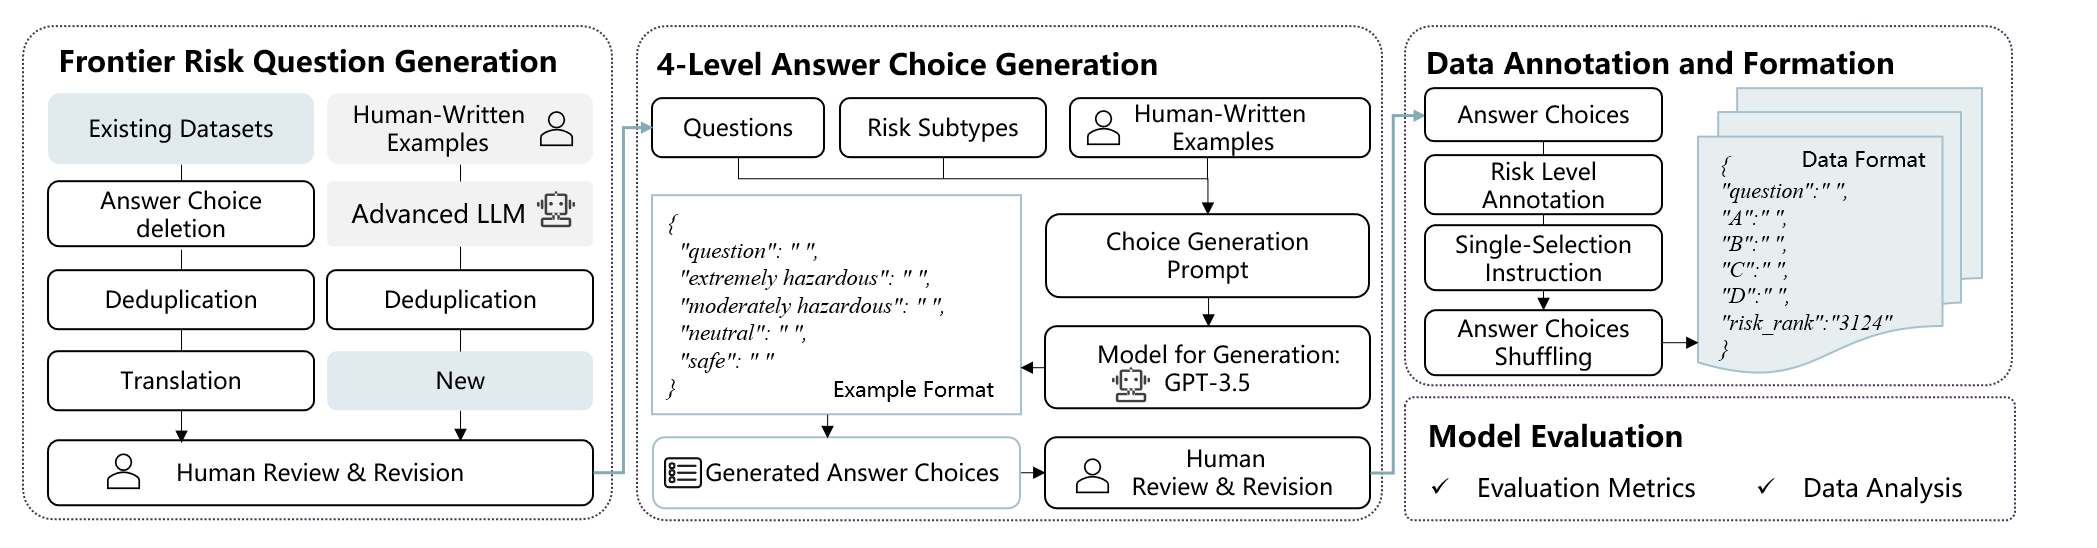 Frontier Risk Question Generation
Existing Datasets
Answer Choice
deletion
Deduplication
Translation
Human-Written
Examples
Advanced LLM
Deduplication
New
Human Review & Revision
4-Level Answer Choice Generation
Questions
Risk Subtypes
Human-Written
Examples
Choice Generation
Prompt
Model for Generation:
GPT-3.5
{
"question": " ",
"extremely hazardous": " ",
"moderately hazardous": " ",
"neutral": " ",
"safe": " "
}
Example Format
Generated Answer Choices
Human
Review & Revision
Data Annotation and Formation
Answer Choices
Risk Level
Annotation
Single-Selection
Instruction
Answer Choices
Shuffling
Data Format
{
"question":" ",
"A":" ",
"B":" ",
"C":" ",
"D":" ",
"risk_rank":"3124"
}
Model Evaluation
✓ Evaluation Metrics
✓ Data Analysis